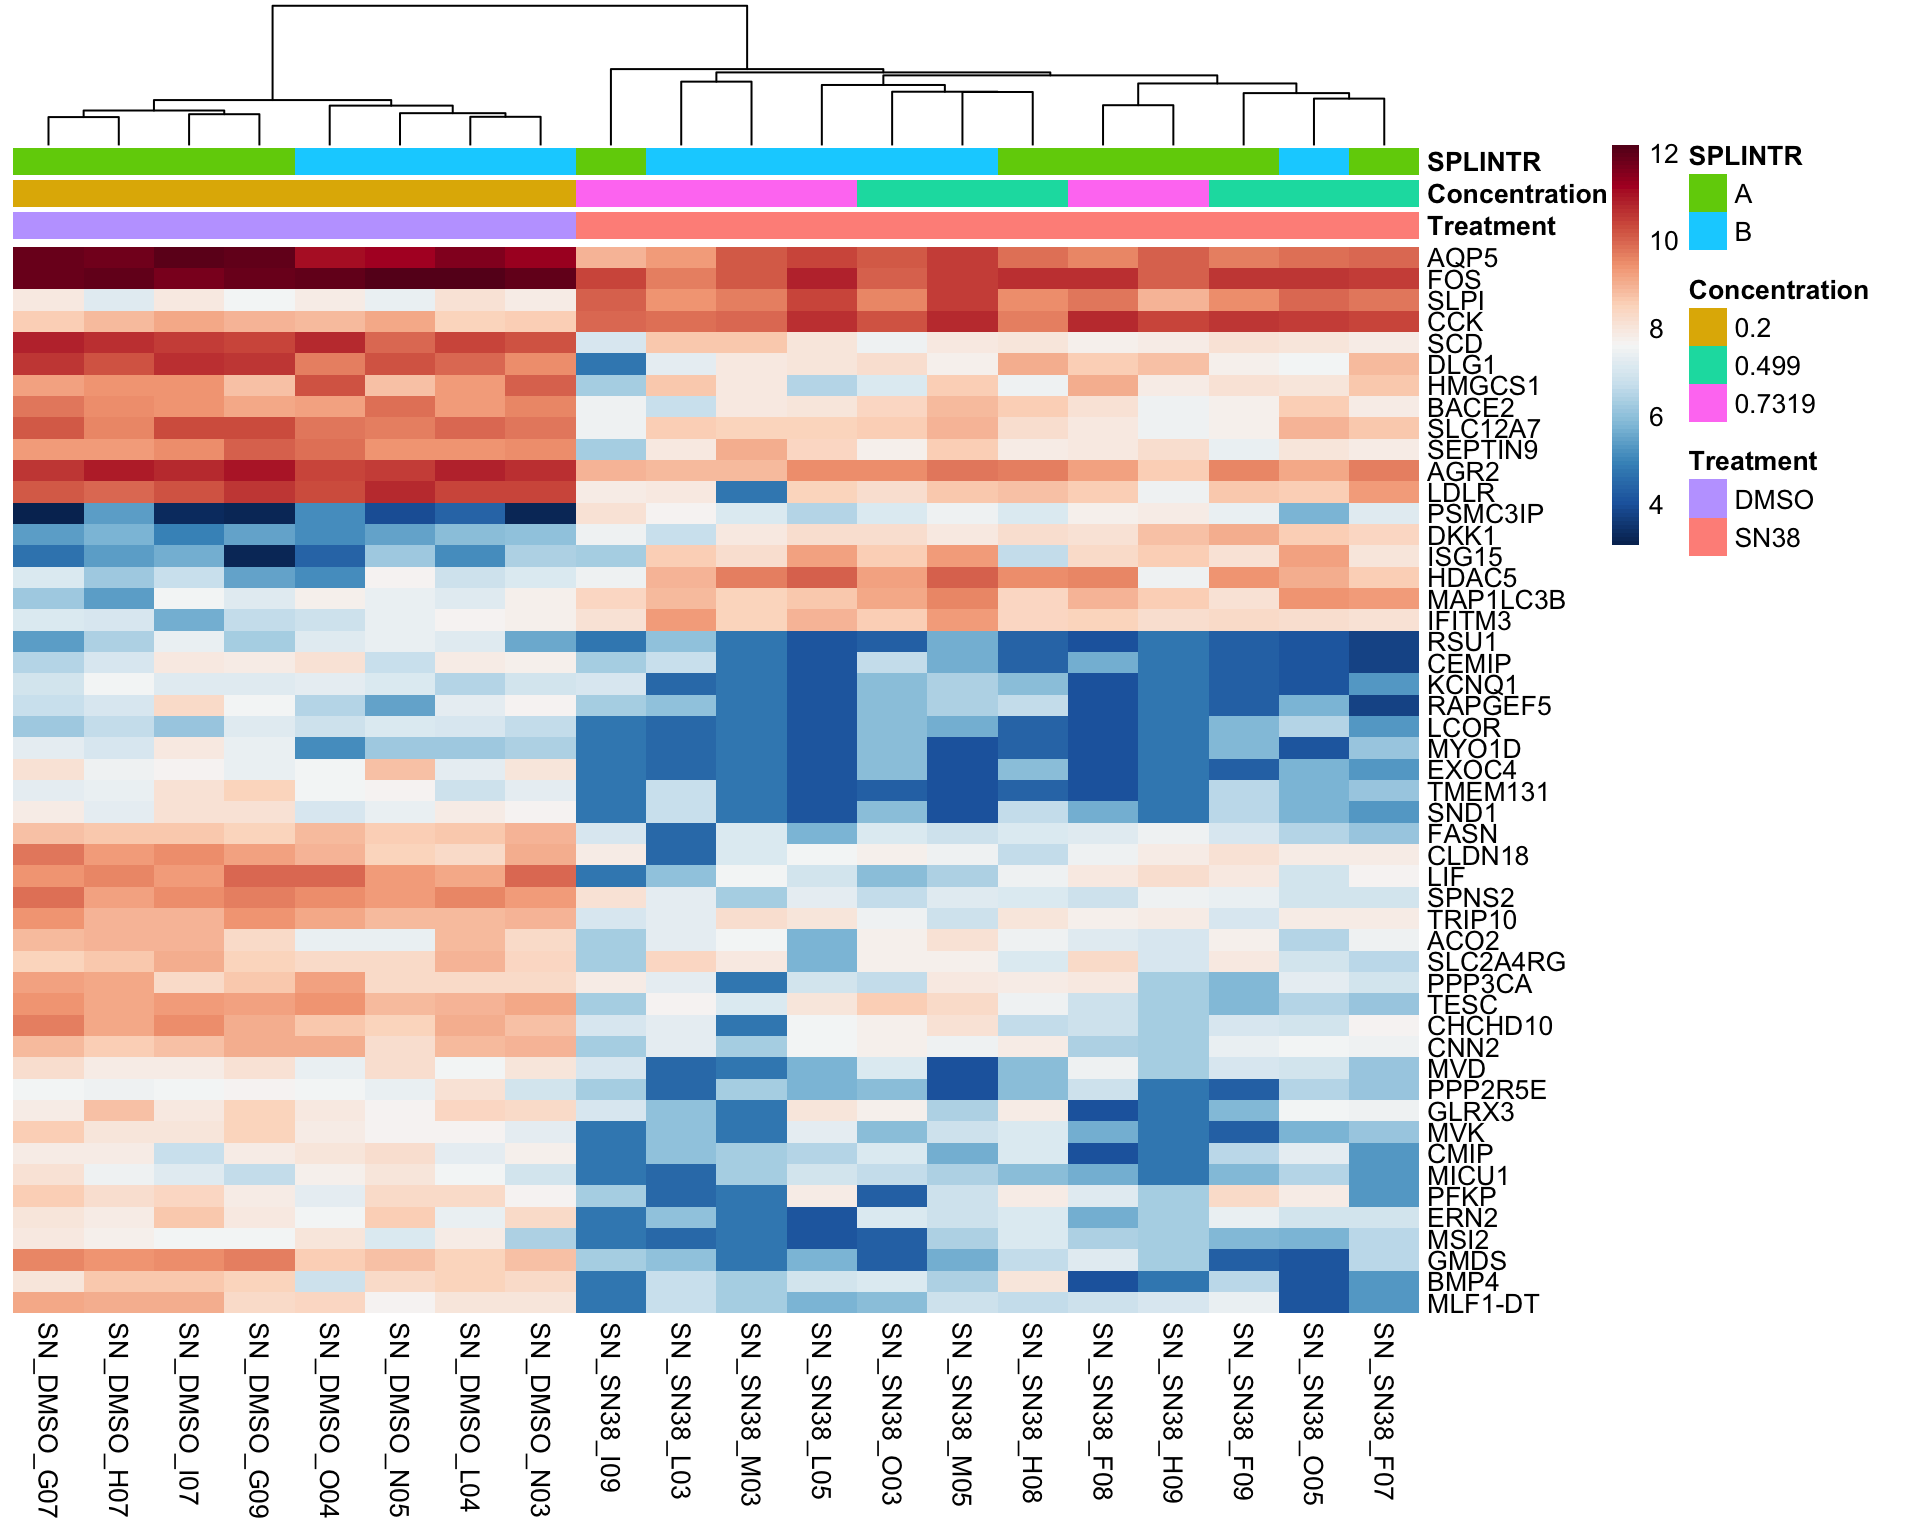 SPLINTR
Concentration
Treatment
AQP5
FOS
SLPI
CCK
SCD
DLG1
HMGCS1
BACE2
SLC12A7
SEPTIN9
AGR2
LDLR
PSMC3IP
DKK1
ISG15
HDAC5
MAP1LC3B
IFITM3
RSU1
CEMIP
KCNQ1
RAPGEF5
LCOR
MYO1D
EXOC4
TMEM131
SND1
FASN
CLDN18
LIF
SPNS2
TRIP10
ACO2
SLC2A4RG
PPP3CA
TESC
CHCHD10
CNN2
MVD
PPP2R5E
GLRX3
MVK
CMIP
MICU1
PFKP
ERN2
MSI2
GMDS
BMP4
MLF1-DT
SN_DMSO_G07
SN_DMSO_H07
SN_DMSO_I07
SN_DMSO_G09
SN_DMSO_O04
SN_DMSO_N05
SN_DMSO_L04
SN_DMSO_N03
SN_SN38_I09
SN_SN38_L03
SN_SN38_M03
SN_SN38_L05
SN_SN38_O03
SN_SN38_M05
SN_SN38_H08
SN_SN38_F08
SN_SN38_H09
SN_SN38_F09
SN_SN38_O05
SN_SN38_F07
12
10
8
6
4
SPLINTR
A
B
Concentration
0.2
0.499
0.7319
Treatment
DMSO
SN38